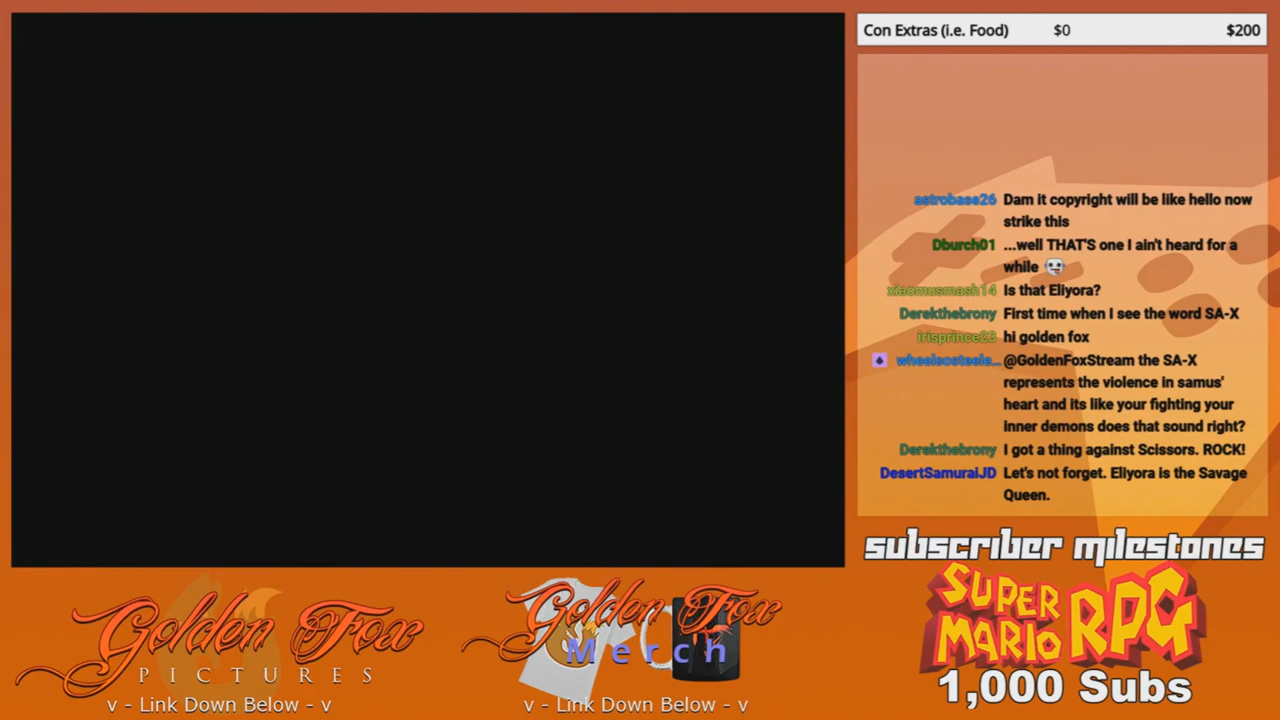 Con Extras (i.e. Food) $0 $200
astrobase26 Dam it copyright will be like hello now
strike this
Dburch01 ...well THAT'S one I ain't heard for a
while
xiaomusmash14 Is that Eliyora?
Derekthebrony First time when I see the word SA-X
irisprince23 hi golden fox
wheelsosteele... @GoldenFoxStream the SA-X
represents the violence in samus'
heart and its like your fighting your
inner demons does that sound right?
Derekthebrony I got a thing against Scissors. ROCK!
DesertSamuraiJD Let's not forget. Eliyora is the Savage
Queen.
subscriber milestones
SUPER
MARIO RPG
1,000 Subs
Golden Fox
PICTURES
v - Link Down Below - v
Golden Fox
Merch
v - Link Down Below - v